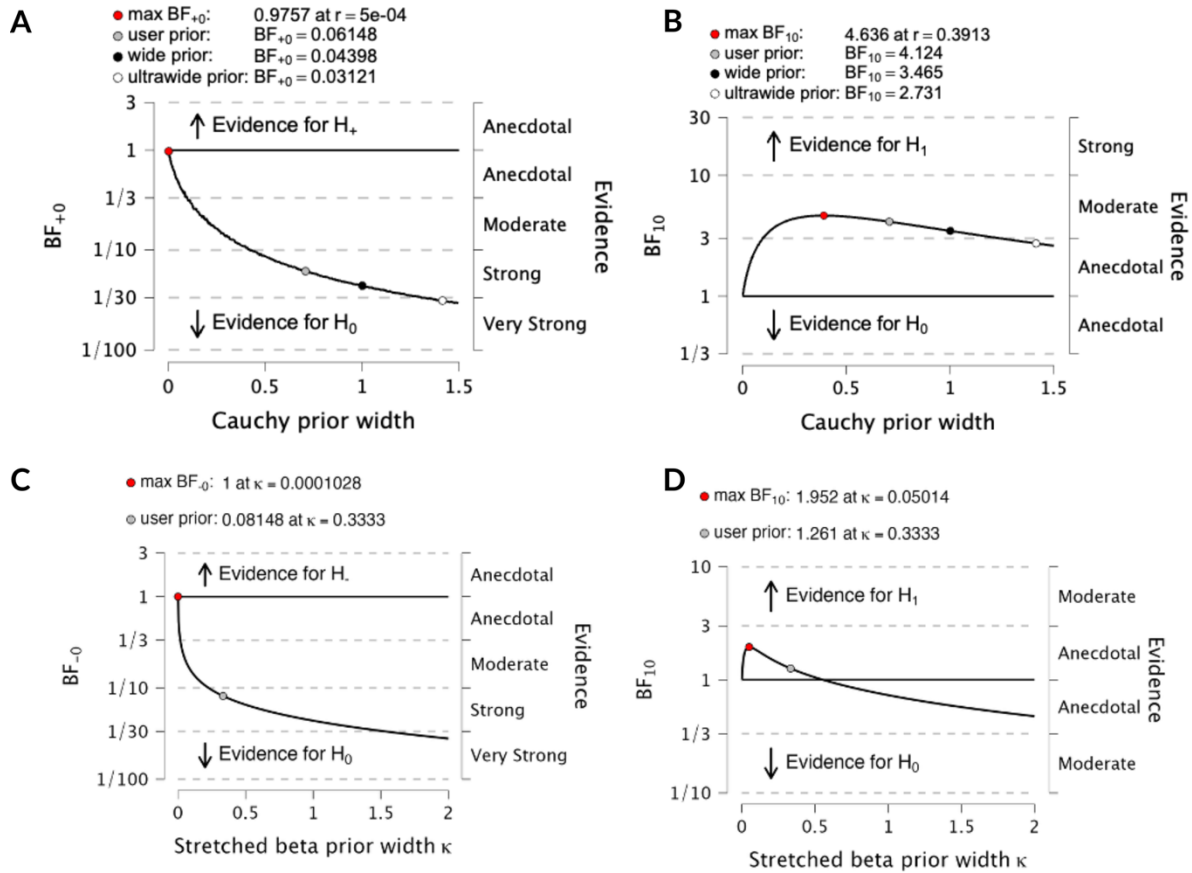 A
max BF+0: 0.9757 at r = 5e-04
user prior: BF+0 = 0.06148
wide prior: BF+0 = 0.04398
ultrawide prior: BF+0 = 0.03121
3
1
1/3
1/10
1/30
1/100
BF+0
↑ Evidence for H+
↓ Evidence for H0
Anecdotal
Anecdotal
Moderate
Strong
Very Strong
Evidence
0 0.5 1 1.5
Cauchy prior width
B
max BF10: 4.636 at r = 0.3913
user prior: BF10 = 4.124
wide prior: BF10 = 3.465
ultrawide prior: BF10 = 2.731
30
10
3
1
1/3
BF10
↑ Evidence for H1
↓ Evidence for H0
Strong
Moderate
Anecdotal
Anecdotal
Evidence
0 0.5 1 1.5
Cauchy prior width
C
max BF-0: 1 at κ = 0.0001028
user prior: 0.08148 at κ = 0.3333
3
1
1/3
1/10
1/30
1/100
BF-0
↑ Evidence for H-
↓ Evidence for H0
Anecdotal
Anecdotal
Moderate
Strong
Very Strong
Evidence
0 0.5 1 1.5 2
Stretched beta prior width κ
D
max BF10: 1.952 at κ = 0.05014
user prior: 1.261 at κ = 0.3333
10
3
1
1/3
1/10
BF10
↑ Evidence for H1
↓ Evidence for H0
Moderate
Anecdotal
Anecdotal
Moderate
Evidence
0 0.5 1 1.5 2
Stretched beta prior width κ